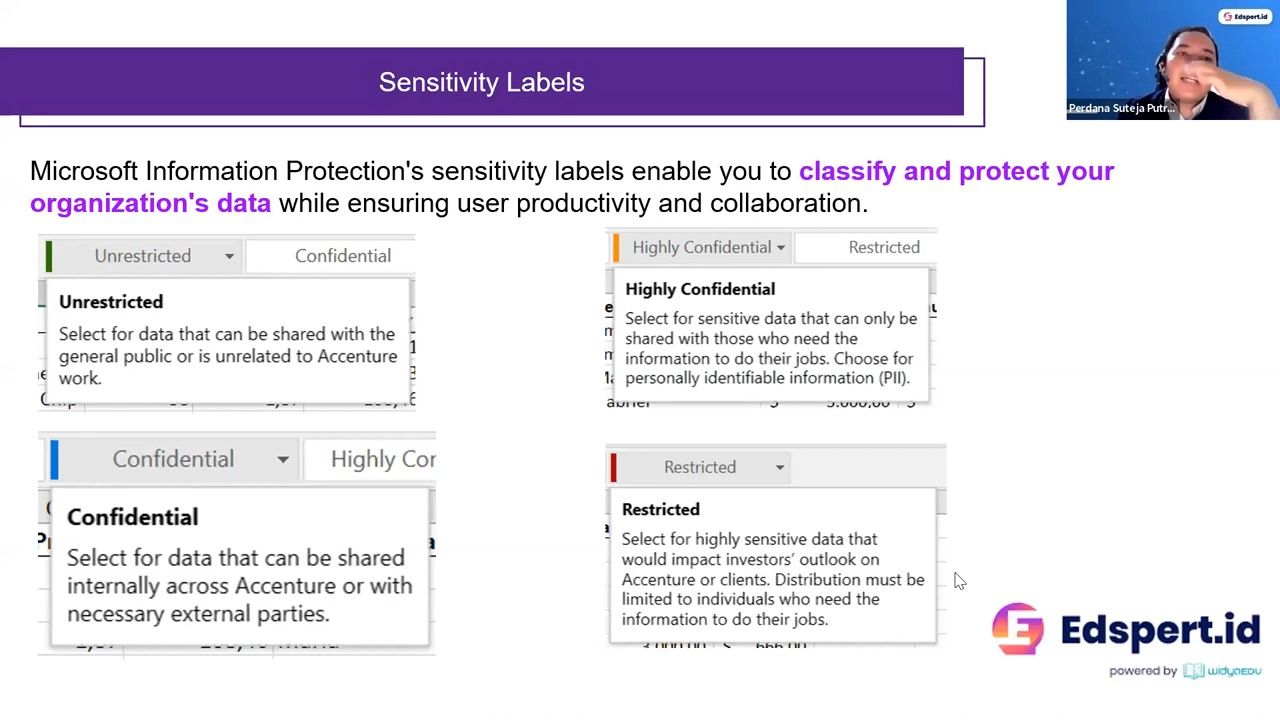 Sensitivity Labels
Edspert.id
Perdana Suteja Putr...
Microsoft Information Protection's sensitivity labels enable you to classify and protect your
organization's data while ensuring user productivity and collaboration.
Unrestricted
Confidential
Unrestricted
Select for data that can be shared with the
general public or is unrelated to Accenture
work.
Highly Confidential
Restricted
Highly Confidential
Select for sensitive data that can only be
shared with those who need the
information to do their jobs. Choose for
personally identifiable information (PII).
Confidential
Highly Cor
Confidential
Select for data that can be shared
internally across Accenture or with
necessary external parties.
Restricted
Restricted
Select for highly sensitive data that
would impact investors' outlook on
Accenture or clients. Distribution must be
limited to individuals who need the
information to do their jobs.
Edspert.id
powered by widyaEDU